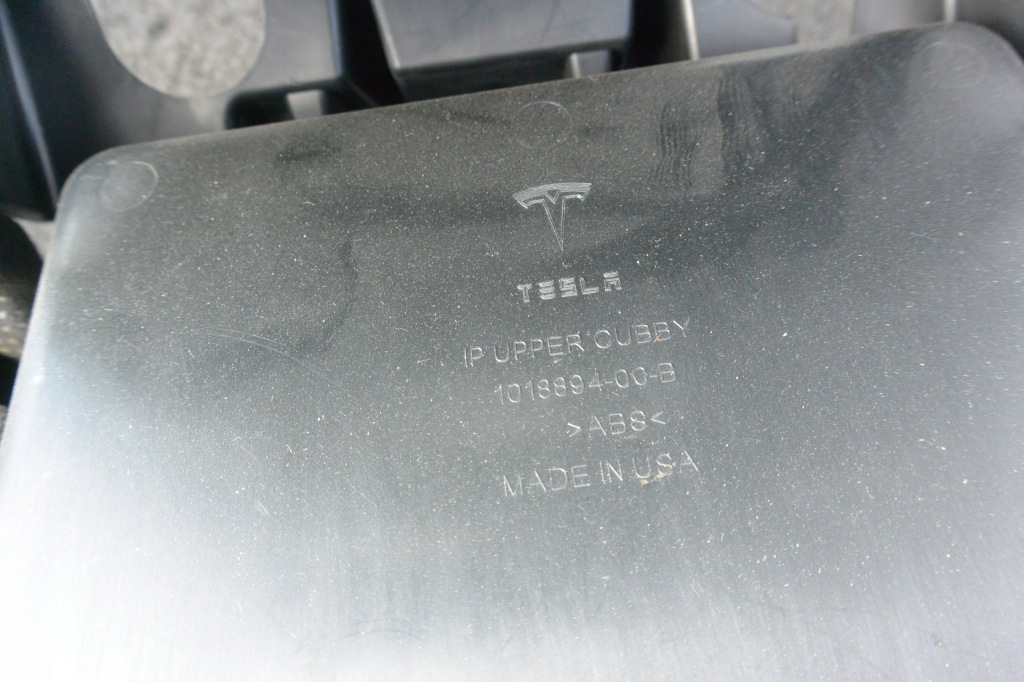 TESLA
IP UPPER CUBBY
1018894-00-B
>ABS<
MADE IN USA